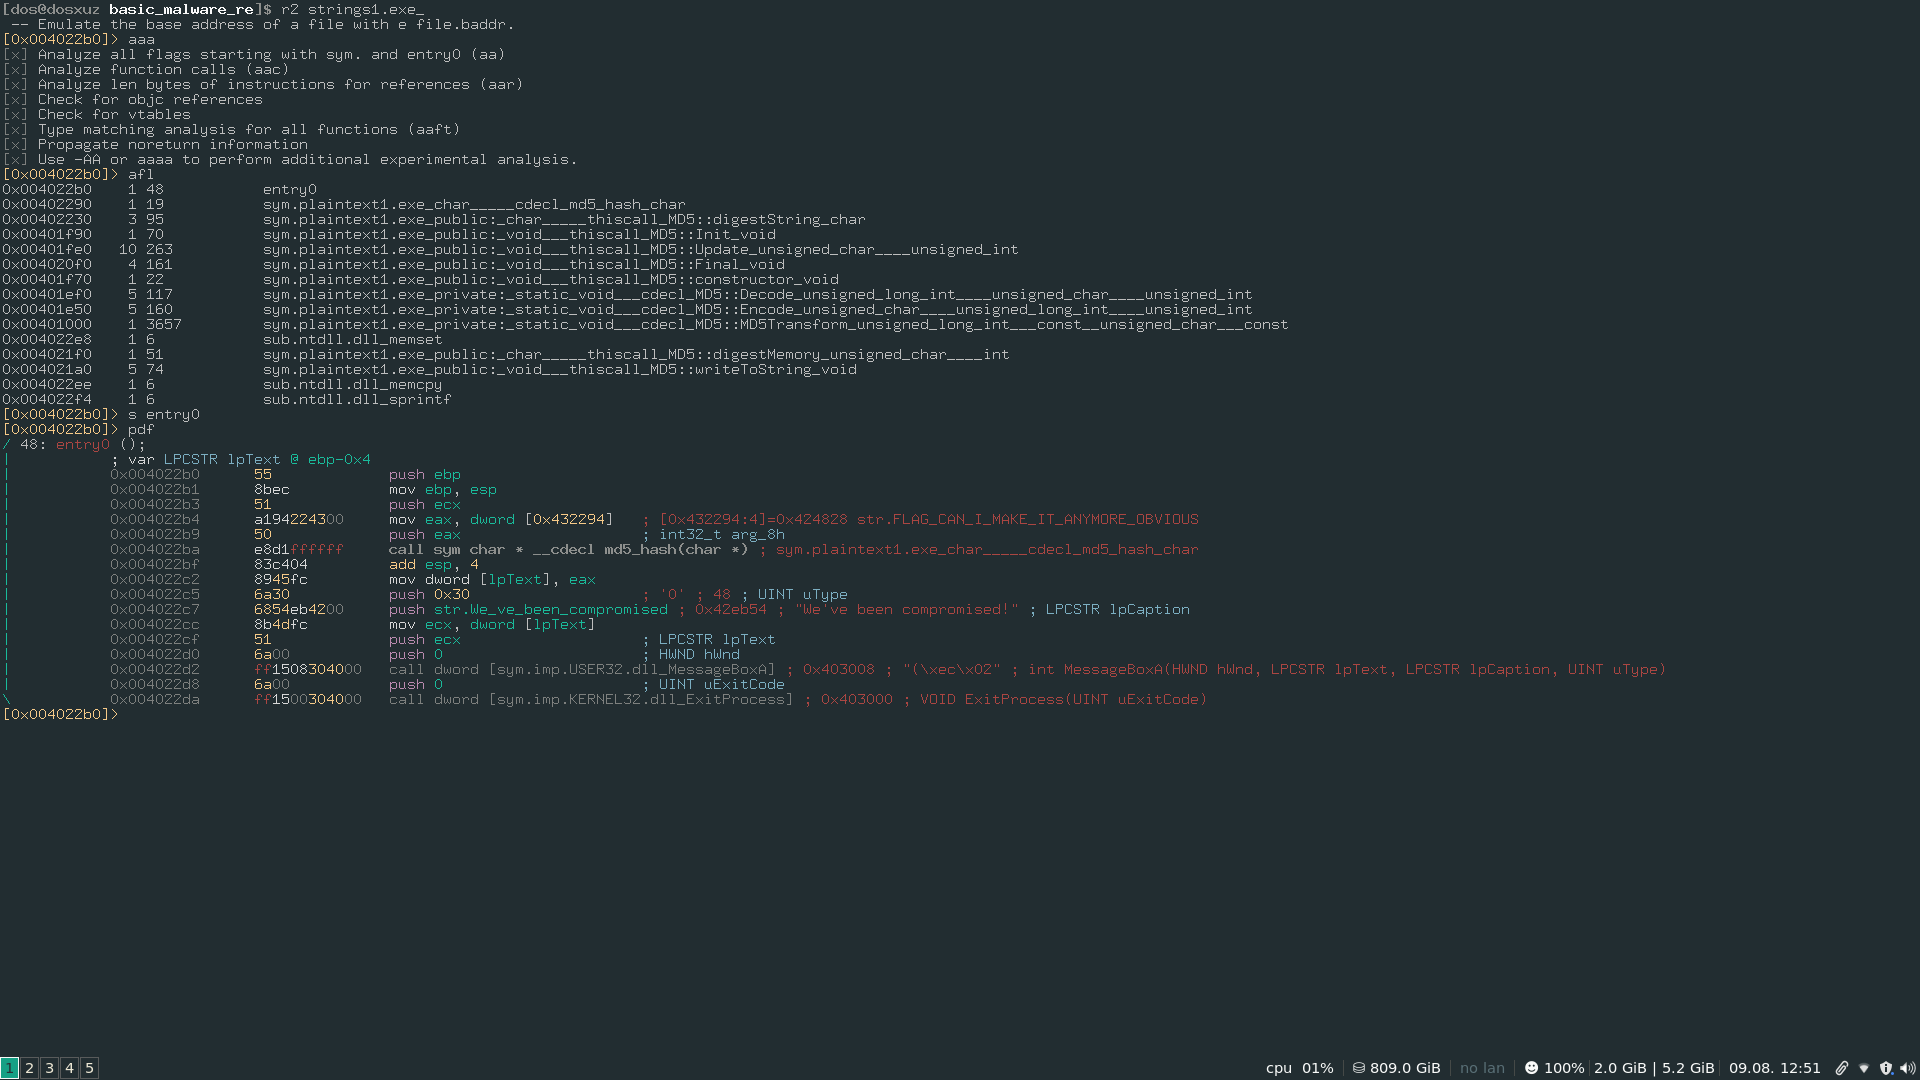 [dos@dosxuz basic_malware_re]$ r2 strings1.exe_
 -- Emulate the base address of a file with e file.baddr.
[0x004022b0]> aaa
[x] Analyze all flags starting with sym. and entry0 (aa)
[x] Analyze function calls (aac)
[x] Analyze len bytes of instructions for references (aar)
[x] Check for objc references
[x] Check for vtables
[x] Type matching analysis for all functions (aaft)
[x] Propagate noreturn information
[x] Use -AA or aaaa to perform additional experimental analysis.
[0x004022b0]> afl
0x004022b0    1 48           entry0
0x00402290    1 19           sym.plaintext1.exe_char_____cdecl_md5_hash_char
0x00402230    3 95           sym.plaintext1.exe_public:_char_____thiscall_MD5::digestString_char
0x00401f90    1 70           sym.plaintext1.exe_public:_void___thiscall_MD5::Init_void
0x00401fe0   10 263          sym.plaintext1.exe_public:_void___thiscall_MD5::Update_unsigned_char____unsigned_int
0x004020f0    4 161          sym.plaintext1.exe_public:_void___thiscall_MD5::Final_void
0x00401f70    1 22           sym.plaintext1.exe_public:_void___thiscall_MD5::constructor_void
0x00401ef0    5 117          sym.plaintext1.exe_private:_static_void___cdecl_MD5::Decode_unsigned_long_int____unsigned_char____unsigned_int
0x00401e50    5 160          sym.plaintext1.exe_private:_static_void___cdecl_MD5::Encode_unsigned_char____unsigned_long_int____unsigned_int
0x00401000    1 3657         sym.plaintext1.exe_private:_static_void___cdecl_MD5::MD5Transform_unsigned_long_int___const__unsigned_char___const
0x004022e8    1 6            sub.ntdll.dll_memset
0x004021f0    1 51           sym.plaintext1.exe_public:_char_____thiscall_MD5::digestMemory_unsigned_char____int
0x004021a0    5 74           sym.plaintext1.exe_public:_void___thiscall_MD5::writeToString_void
0x004022ee    1 6            sub.ntdll.dll_memcpy
0x004022f4    1 6            sub.ntdll.dll_sprintf
[0x004022b0]> s entry0
[0x004022b0]> pdf
/ 48: entry0 ();
|           ; var LPCSTR lpText @ ebp-0x4
|           0x004022b0      55             push ebp
|           0x004022b1      8bec           mov ebp, esp
|           0x004022b3      51             push ecx
|           0x004022b4      a194224300     mov eax, dword [0x432294]   ; [0x432294:4]=0x424828 str.FLAG_CAN_I_MAKE_IT_ANYMORE_OBVIOUS
|           0x004022b9      50             push eax                    ; int32_t arg_8h
|           0x004022ba      e8d1ffffff     call sym char * __cdecl md5_hash(char *) ; sym.plaintext1.exe_char_____cdecl_md5_hash_char
|           0x004022bf      83c404         add esp, 4
|           0x004022c2      8945fc         mov dword [lpText], eax
|           0x004022c5      6a30           push 0x30                   ; '0' ; 48 ; UINT uType
|           0x004022c7      6854eb4200     push str.We_ve_been_compromised ; 0x42eb54 ; "We've been compromised!" ; LPCSTR lpCaption
|           0x004022cc      8b4dfc         mov ecx, dword [lpText]
|           0x004022cf      51             push ecx                    ; LPCSTR lpText
|           0x004022d0      6a00           push 0                      ; HWND hWnd
|           0x004022d2      ff1508304000   call dword [sym.imp.USER32.dll_MessageBoxA] ; 0x403008 ; "(\xec\x02" ; int MessageBoxA(HWND hWnd, LPCSTR lpText, LPCSTR lpCaption, UINT uType)
|           0x004022d8      6a00           push 0                      ; UINT uExitCode
\           0x004022da      ff1500304000   call dword [sym.imp.KERNEL32.dll_ExitProcess] ; 0x403000 ; VOID ExitProcess(UINT uExitCode)
[0x004022b0]>
1 2 3 4 5 cpu 01% 809.0 GiB no lan 100% 2.0 GiB | 5.2 GiB 09.08. 12:51